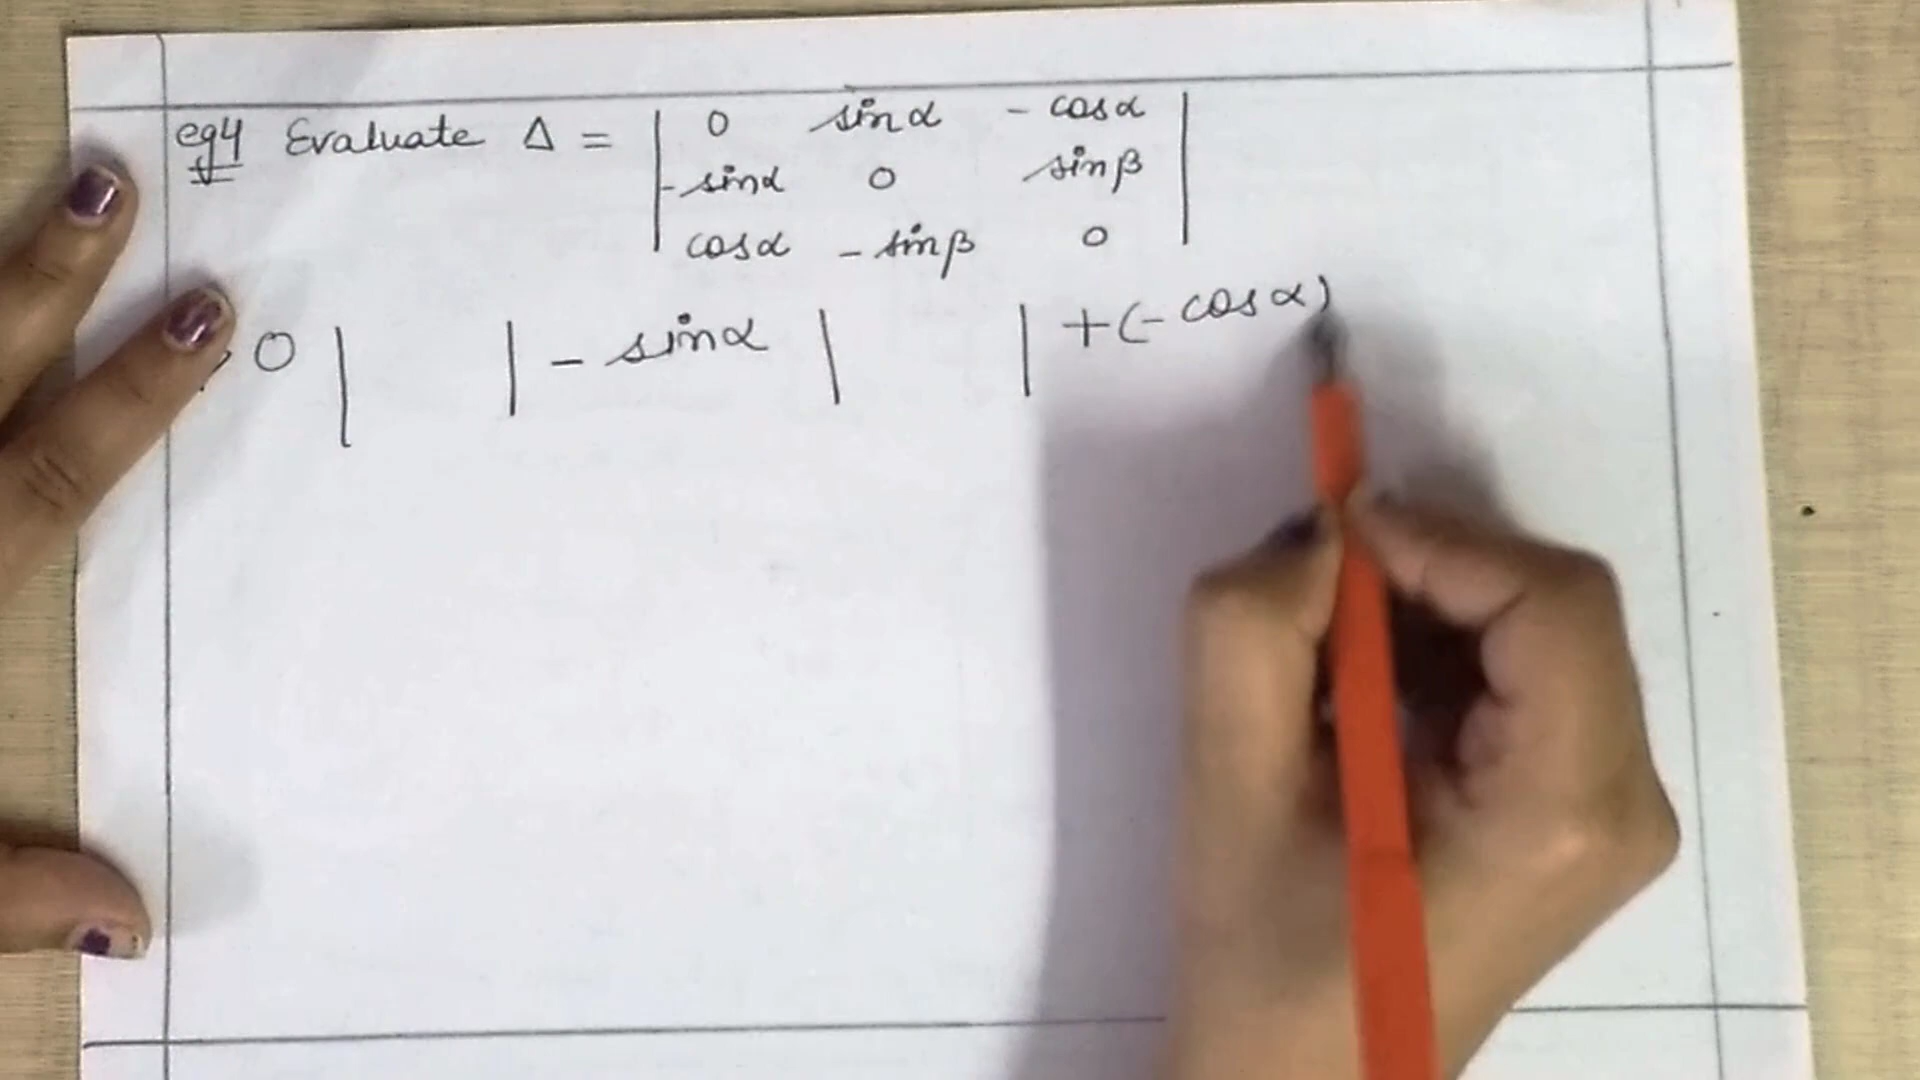 eg4 Evaluate Δ = | 0 sinα - cosα |
| - sinα 0 sinβ |
| cosα - sinβ 0 |
0 | | - sinα | | + (- cosα)